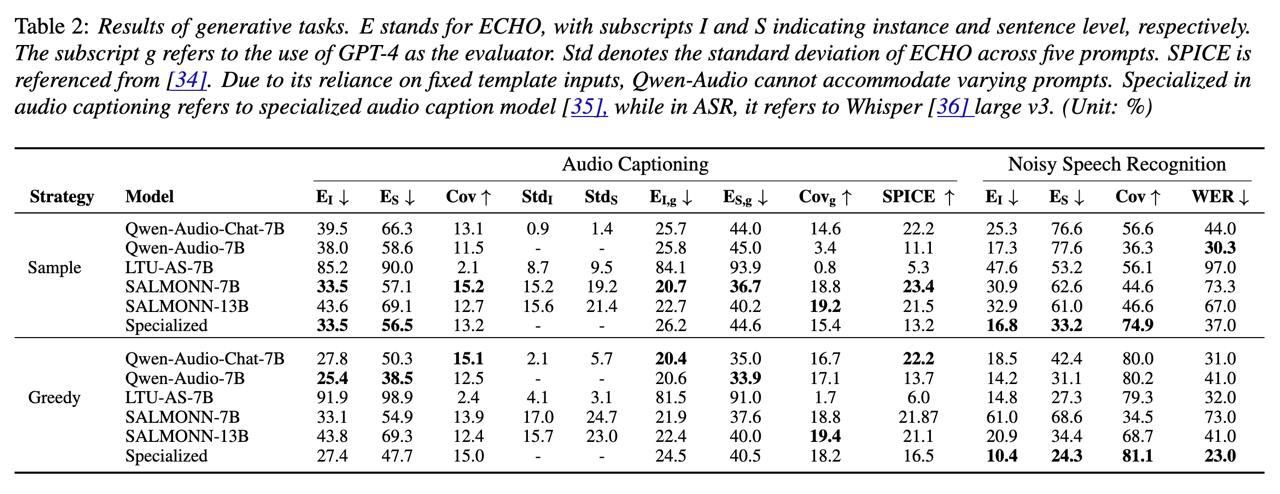 Table 2: Results of generative tasks. E stands for ECHO, with subscripts I and S indicating instance and sentence level, respectively.
The subscript g refers to the use of GPT-4 as the evaluator. Std denotes the standard deviation of ECHO across five prompts. SPICE is
referenced from [34]. Due to its reliance on fixed template inputs, Qwen-Audio cannot accommodate varying prompts. Specialized in
audio captioning refers to specialized audio caption model [35], while in ASR, it refers to Whisper [36] large v3. (Unit: %)
Audio Captioning Noisy Speech Recognition
Strategy Model E_I ↓ E_S ↓ Cov ↑ Std_I Std_S E_I,g ↓ E_S,g ↓ Cov_g ↑ SPICE ↑ E_I ↓ E_S ↓ Cov ↑ WER ↓
Qwen-Audio-Chat-7B 39.5 66.3 13.1 0.9 1.4 25.7 44.0 14.6 22.2 25.3 76.6 56.6 44.0
Qwen-Audio-7B 38.0 58.6 11.5 - - 25.8 45.0 3.4 11.1 17.3 77.6 36.3 30.3
Sample LTU-AS-7B 85.2 90.0 2.1 8.7 9.5 84.1 93.9 0.8 5.3 47.6 53.2 56.1 97.0
SALMONN-7B 33.5 57.1 15.2 15.2 19.2 20.7 36.7 18.8 23.4 30.9 62.6 44.6 73.3
SALMONN-13B 43.6 69.1 12.7 15.6 21.4 22.7 40.2 19.2 21.5 32.9 61.0 46.6 67.0
Specialized 33.5 56.5 13.2 - - 26.2 44.6 15.4 13.2 16.8 33.2 74.9 37.0
Qwen-Audio-Chat-7B 27.8 50.3 15.1 2.1 5.7 20.4 35.0 16.7 22.2 18.5 42.4 80.0 31.0
Qwen-Audio-7B 25.4 38.5 12.5 - - 20.6 33.9 17.1 13.7 14.2 31.1 80.2 41.0
Greedy LTU-AS-7B 91.9 98.9 2.4 4.1 3.1 81.5 91.0 1.7 6.0 14.8 27.3 79.3 32.0
SALMONN-7B 33.1 54.9 13.9 17.0 24.7 21.9 37.6 18.8 21.87 61.0 68.6 34.5 73.0
SALMONN-13B 43.8 69.3 12.4 15.7 23.0 22.4 40.0 19.4 21.1 20.9 34.4 68.7 41.0
Specialized 27.4 47.7 15.0 - - 24.5 40.5 18.2 16.5 10.4 24.3 81.1 23.0